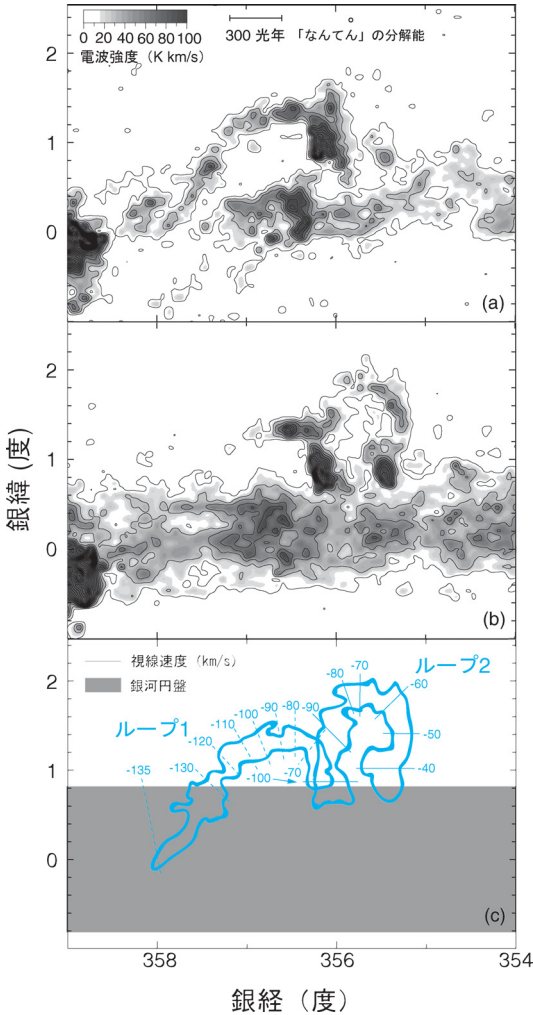 0 20 40 60 80 100
電波強度（K km/s）
300 光年
「なんてん」の分解能
2
1
0
(a)
2
1
0
(b)
銀緯(度)
視線速度（km/s）
銀河円盤
ループ1
ループ2
-80
-70
-60
-90
-100
-90
-80
-110
-120
-50
-135
-130
-70
-100
-40
2
1
0
(c)
358
356
354
銀経（度）